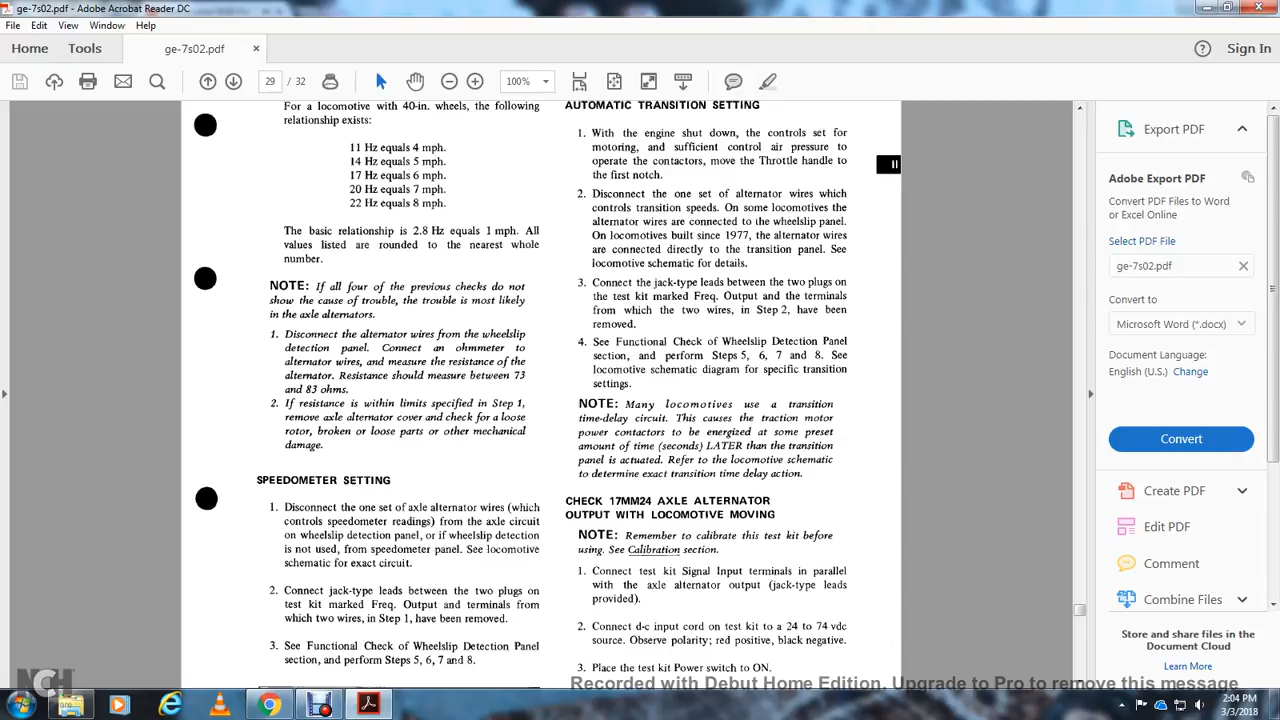 ge-7s02.pdf - Adobe Acrobat Reader DC
File Edit View Window Help
Home Tools ge-7s02.pdf × Sign In
29 / 32 100%
For a locomotive with 40-in. wheels, the following
relationship exists:
11 Hz equals 4 mph.
14 Hz equals 5 mph.
17 Hz equals 6 mph.
20 Hz equals 7 mph.
22 Hz equals 8 mph.
The basic relationship is 2.8 Hz equals 1 mph. All
values listed are rounded to the nearest whole
number.
NOTE: If all four of the previous checks do not
show the cause of trouble, the trouble is most likely
in the axle alternators.
1. Disconnect the alternator wires from the wheelslip
detection panel. Connect an ohmmeter to
alternator wires, and measure the resistance of the
alternator. Resistance should measure between 73
and 83 ohms.
2. If resistance is within limits specified in Step 1,
remove axle alternator cover and check for a loose
rotor, broken or loose parts or other mechanical
damage.
SPEEDOMETER SETTING
1. Disconnect the one set of axle alternator wires (which
controls speedometer readings) from the axle circuit
on wheelslip detection panel, or if wheelslip detection
is not used, from speedometer panel. See locomotive
schematic for exact circuit.
2. Connect jack-type leads between the two plugs on
test kit marked Freq. Output and terminals from
which two wires, in Step 1, have been removed.
3. See Functional Check of Wheelslip Detection Panel
section, and perform Steps 5, 6, 7 and 8.
AUTOMATIC TRANSITION SETTING
1. With the engine shut down, the controls set for
motoring, and sufficient control air pressure to
operate the contactors, move the Throttle handle to
the first notch.
2. Disconnect the one set of alternator wires which
controls transition speeds. On some locomotives the
alternator wires are connected to the wheelslip panel.
On locomotives built since 1977, the alternator wires
are connected directly to the transition panel. See
locomotive schematic for details.
3. Connect the jack-type leads between the two plugs on
the test kit marked Freq. Output and the terminals
from which the two wires, in Step 2, have been
removed.
4. See Functional Check of Wheelslip Detection Panel
section, and perform Steps 5, 6, 7 and 8. See
locomotive schematic diagram for specific transition
settings.
NOTE: Many locomotives use a transition
time-delay circuit. This causes the traction motor
power contactors to be energized at some preset
amount of time (seconds) LATER than the transition
panel is actuated. Refer to the locomotive schematic
to determine exact transition time delay action.
CHECK 17MM24 AXLE ALTERNATOR
OUTPUT WITH LOCOMOTIVE MOVING
NOTE: Remember to calibrate this test kit before
using. See Calibration section.
1. Connect test kit Signal Input terminals in parallel
with the axle alternator output (jack-type leads
provided).
2. Connect d-c input cord on test kit to a 24 to 74 vdc
source. Observe polarity; red positive, black negative.
3. Place the test kit Power switch to ON.
Export PDF
Adobe Export PDF
Convert PDF Files to Word
or Excel Online
Select PDF File
ge-7s02.pdf
Convert to
Microsoft Word (*.docx)
Document Language:
English (U.S.) Change
Convert
Create PDF
Edit PDF
Comment
Combine Files
Store and share files in the
Document Cloud
Learn More
NCH
Recorded with Debut Home Edition. Upgrade to Pro to remove this message
2:04 PM
3/3/2018